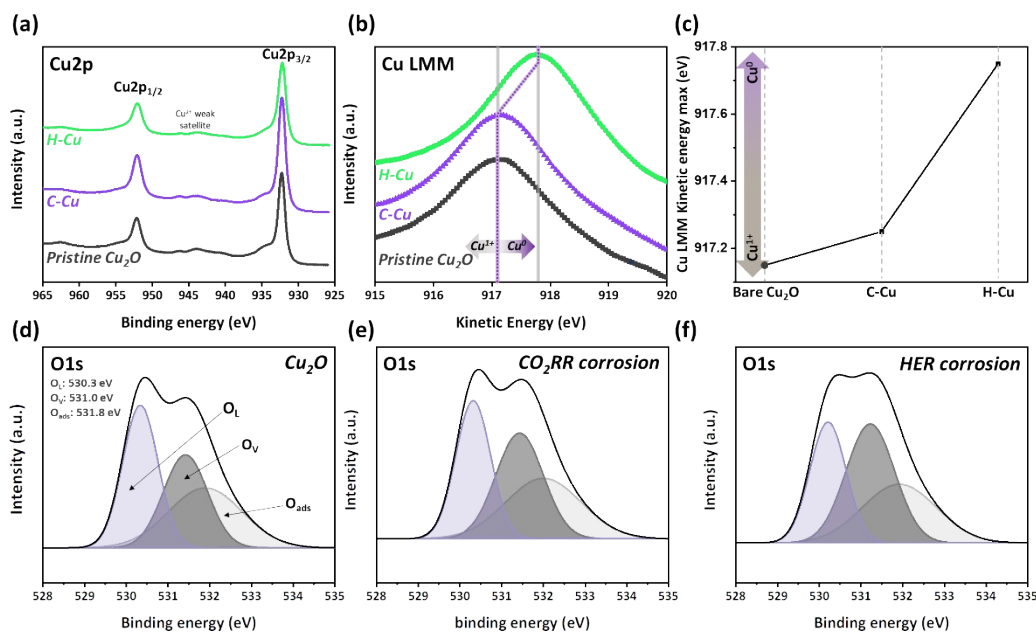 (a)
Cu2p
Cu2p3/2
Cu2p1/2
Cu2+ weak
satellite
H-Cu
C-Cu
Pristine Cu2O
Intensity (a.u.)
965 960 955 950 945 940 935 930 925
Binding energy (eV)
(b)
Cu LMM
H-Cu
C-Cu
Cu1+ Cu0
Pristine Cu2O
Intensity (a.u.)
915 916 917 918 919 920
Kinetic Energy (eV)
(c)
Cu LMM Kinetic energy max (eV)
917.8
917.6
917.4
917.2
Cu0
Cu1+
Bare Cu2O C-Cu H-Cu
(d)
O1s
Cu2O
OL: 530.3 eV
OV: 531.0 eV
Oads: 531.8 eV
OL
OV
Oads
Intensity (a.u.)
528 529 530 531 532 533 534 535
Binding energy (eV)
(e)
O1s
CO2RR corrosion
Intensity (a.u.)
528 529 530 531 532 533 534 535
binding energy (eV)
(f)
O1s
HER corrosion
Intensity (a.u.)
528 529 530 531 532 533 534 535
Binding energy (eV)